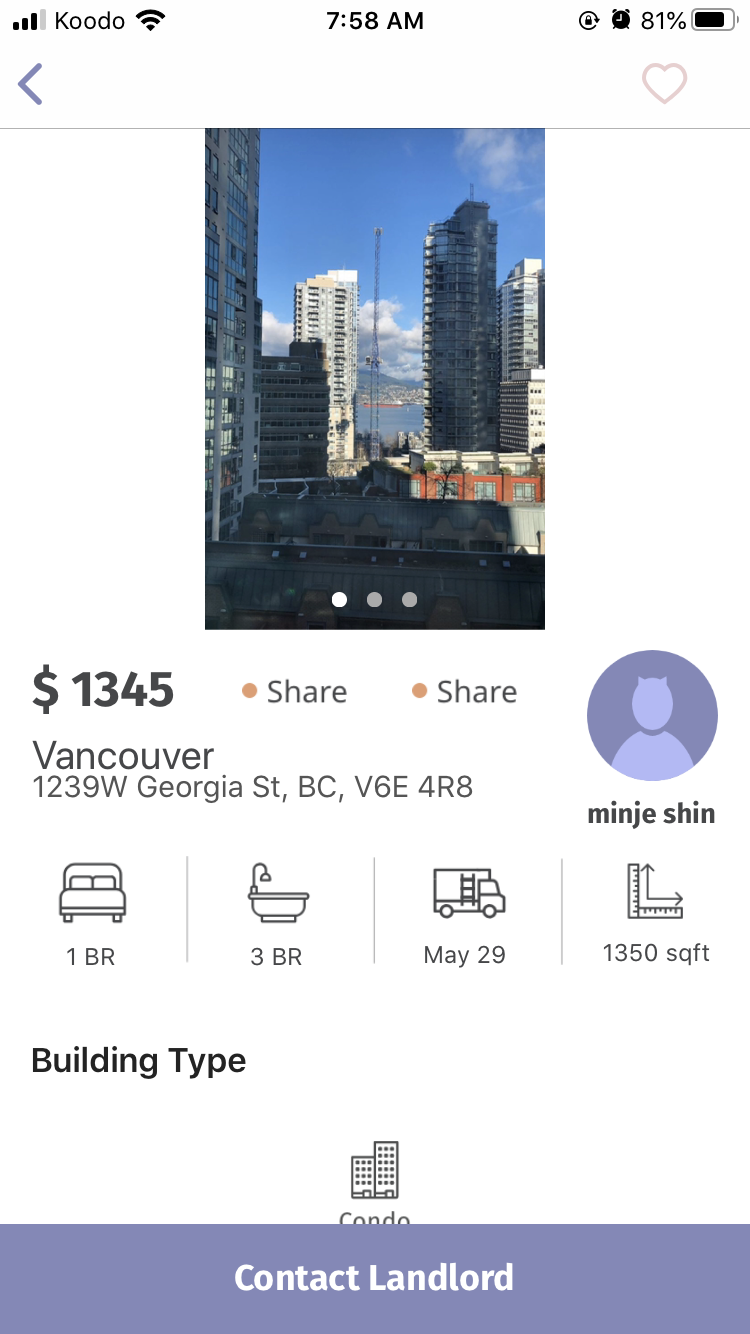 Koodo 7:58 AM 81%
$ 1345 Share Share
Vancouver
1239W Georgia St, BC, V6E 4R8
minje shin
1 BR 3 BR May 29 1350 sqft
Building Type
Condo
Contact Landlord